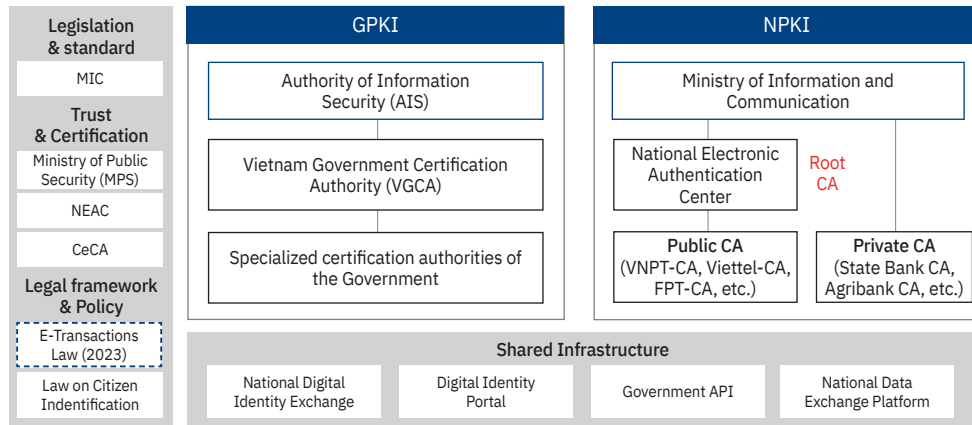 Legislation
& standard
MIC
Trust
& Certification
Ministry of Public
Security (MPS)
NEAC
CeCA
Legal framework
& Policy
E-Transactions
Law (2023)
Law on Citizen
Indentification
GPKI
Authority of Information
Security (AIS)
Vietnam Government Certification
Authority (VGCA)
Specialized certification authorities of
the Government
NPKI
Ministry of Information and
Communication
National Electronic
Authentication
Center
Root
CA
Public CA
(VNPT-CA, Viettel-CA,
FPT-CA, etc.)
Private CA
(State Bank CA,
Agribank CA, etc.)
Shared Infrastructure
National Digital
Identity Exchange
Digital Identity
Portal
Government API
National Data
Exchange Platform